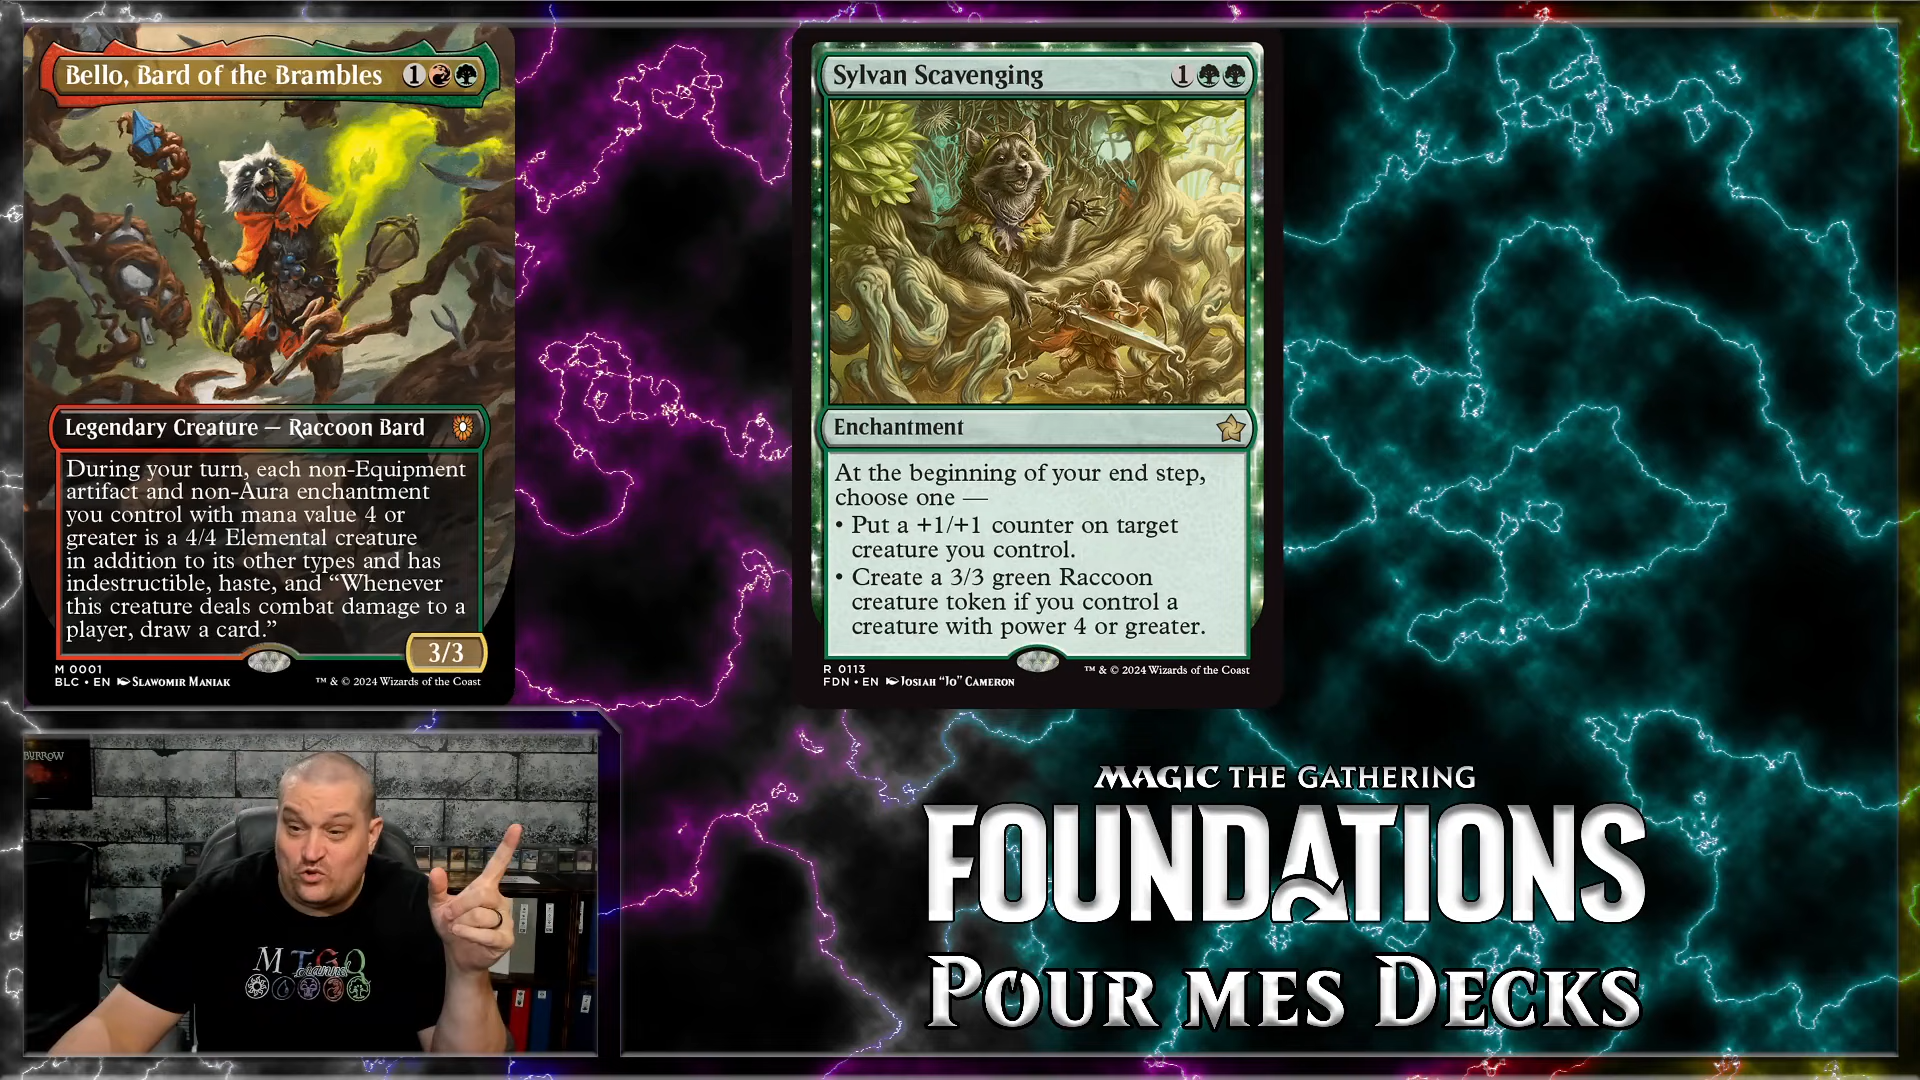 Bello, Bard of the Brambles 1
Legendary Creature — Raccoon Bard
During your turn, each non-Equipment
artifact and non-Aura enchantment
you control with mana value 4 or
greater is a 4/4 Elemental creature
in addition to its other types and has
indestructible, haste, and “Whenever
this creature deals combat damage to a
player, draw a card.”
3/3
M 0001
BLC • EN SLAWOMIR MANIAK ™ & © 2024 Wizards of the Coast
Sylvan Scavenging 1
Enchantment
At the beginning of your end step,
choose one —
• Put a +1/+1 counter on target
creature you control.
• Create a 3/3 green Raccoon
creature token if you control a
creature with power 4 or greater.
R 0113
FDN • EN JOSIAH “JO” CAMERON ™ & © 2024 Wizards of the Coast
BURROW
MTGO
MAGIC THE GATHERING
FOUNDATIONS
POUR MES DECKS